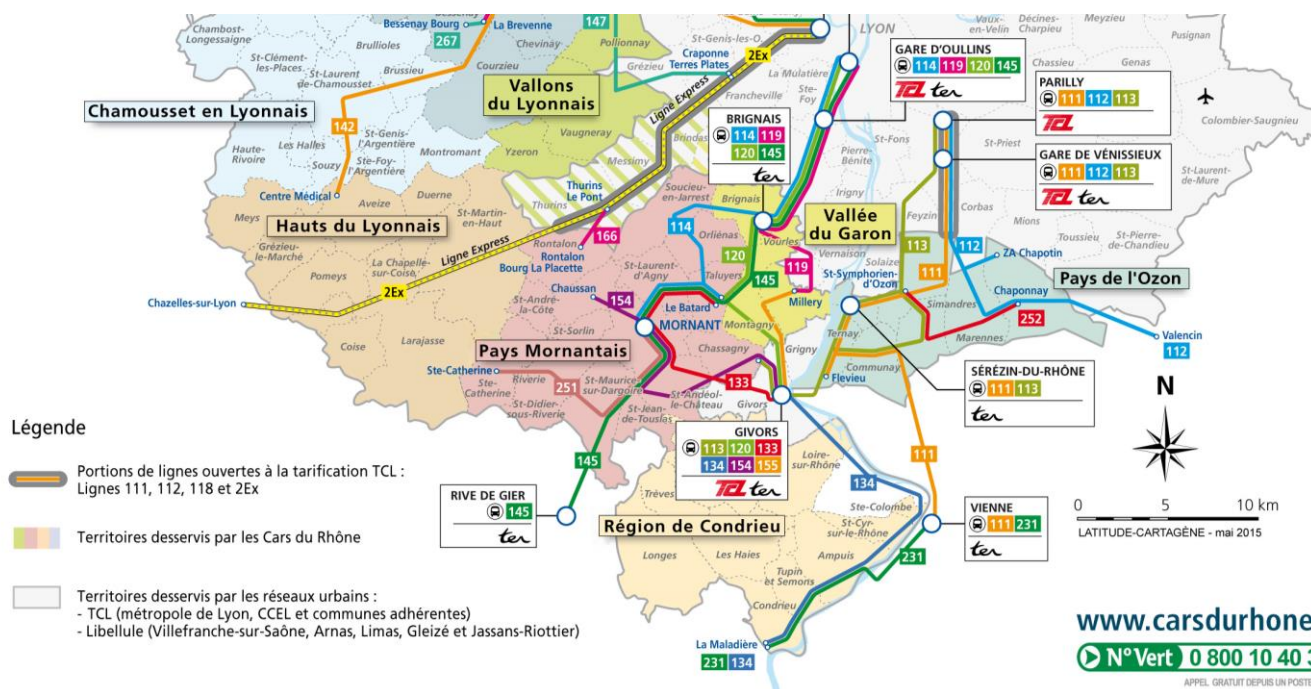 Bessenay
Bessenay Bourg
La Brevenne
267
147
Chambost-
Longessaigne
St-Clément-
les-Places.
Brullioles
St-Laurent
de-Chamousset
Brussieu
Chevinay
Courzieu
Pollionnay
Grézieu
Craponne
Terres Plates
St-Genis-les-O.
2Ex
LYON
Vaux-
en-Velin
Décines-
Charpieu
Meyzieu
Pusignan
Chassieu
Genas
Colombier-Saugnieu
GARE D'OULLINS
114 119 120 145
TCL ter
PARILLY
111 112 113
TCL
GARE DE VÉNISSIEUX
111 112 113
TCL ter
BRIGNAIS
114 119
120 145
ter
Chamousset en Lyonnais
Vallons
du Lyonnais
Ligne Express
La Mulatière
Ste-
Foy
Francheville
142
Haute-
Rivoire
Les Halles
St-Genis
l'Argentière
Souzy
Ste-Foy-
l'Argentière
Montromant
Yzeron
Vaugneray
Messimy
Brindas
Pierre-
Bénite
St-Fons
St-Priest
St-Laurent-
de-Mure
Centre Médical
Thurins
Le Pont
Thurins
Soucieu-
en-Jarrest
Brignais
Irigny
Feyzin
Corbas
Mions
Toussieu
St-Pierre-
de-Chandieu
Meys
Aveize
Duerne
St-Martin-
en-Haut
Hauts du Lyonnais
Grézieu-
le-Marché
Pomeys
La Chapelle-
sur-Coise
Ligne Express
2Ex
166
Rontalon
Rontalon
Bourg La Placette
114
Orliénas
120
145
Vourles
119
Vallée
du Garon
Vernaison
Solaize
113
111
112
ZA Chapotin
Pays de l'Ozon
St-Symphorien-
d'Ozon
St-Laurent-
d'Agny
Taluyers
Chaussan
154
Le Batard
Millery
Chazelles-sur-Lyon
St-André-
la-Côte
St-Sorlin
MORNANT
Montagny
Simandres
Chaponnay
252
Marennes
Valencin
112
Coise
Larajasse
Pays Mornantais
Chassagny
Grigny
Ternay
Communay
Flevieu
SÉRÉZIN-DU-RHÔNE
111 113
ter
Ste-Catherine
Ste-
Catherine
Riverie
251
St-Maurice
sur-Dargoire
133
St-Didier-
sous-Riverie
St-Jean-
de-Touslas
St-Andéol-
le-Château
Givors
N
Légende
Portions de lignes ouvertes à la tarification TCL :
Lignes 111, 112, 118 et 2Ex
Territoires desservis par les Cars du Rhône
Territoires desservis par les réseaux urbains :
- TCL (métropole de Lyon, CCEL et communes adhérentes)
- Libellule (Villefranche-sur-Saône, Arnas, Limas, Gleizé et Jassans-Riottier)
145
RIVE DE GIER
145
ter
GIVORS
113 120 133
134 154 155
TCL ter
Loire-
sur-Rhône
134
111
Trèves
Région de Condrieu
Ste-Colombe
St-Cyr-
sur-le-Rhône
VIENNE
111 231
ter
Longes
Les Haies
Ampuis
231
Tupin
et Semons
Condrieu
La Maladière
231 134
0 5 10 km
LATITUDE-CARTAGÈNE - mai 2015
www.carsdurhone
N° Vert 0 800 10 40 3
APPEL GRATUIT DEPUIS UN POSTE